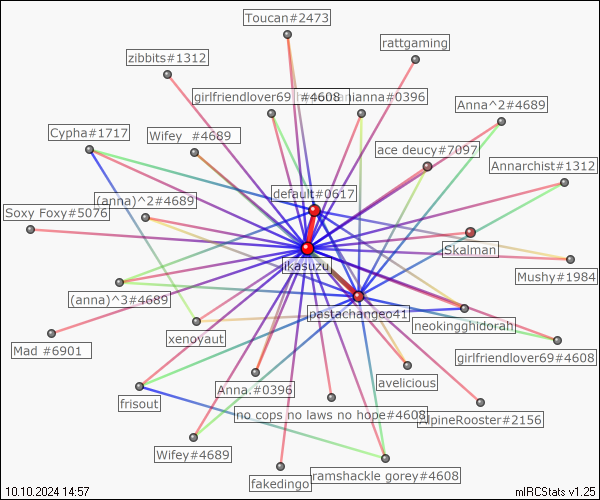 Toucan#2473
rattgaming
zibbits#1312
girlfriendlover69 #4608
ianna#0396
Anna^2#4689
Cypha#1717
Wifey #4689
ace deucy#7097
Annarchist#1312
default#0617
(anna)^2#4689
Soxy Foxy#5076
Skalman
jikasuzu
Mushy#1984
(anna)^3#4689
pastachangeo41
neokingghidorah
xenoyaut
Mad #6901
girlfriendlover69#4608
avelicious
Anna.#0396
frisout
no cops no laws no hope#4608
AlpineRooster#2156
Wifey#4689
ramshackle gorey#4608
fakedingo
10.10.2024 14:57
mIRCStats v1.25